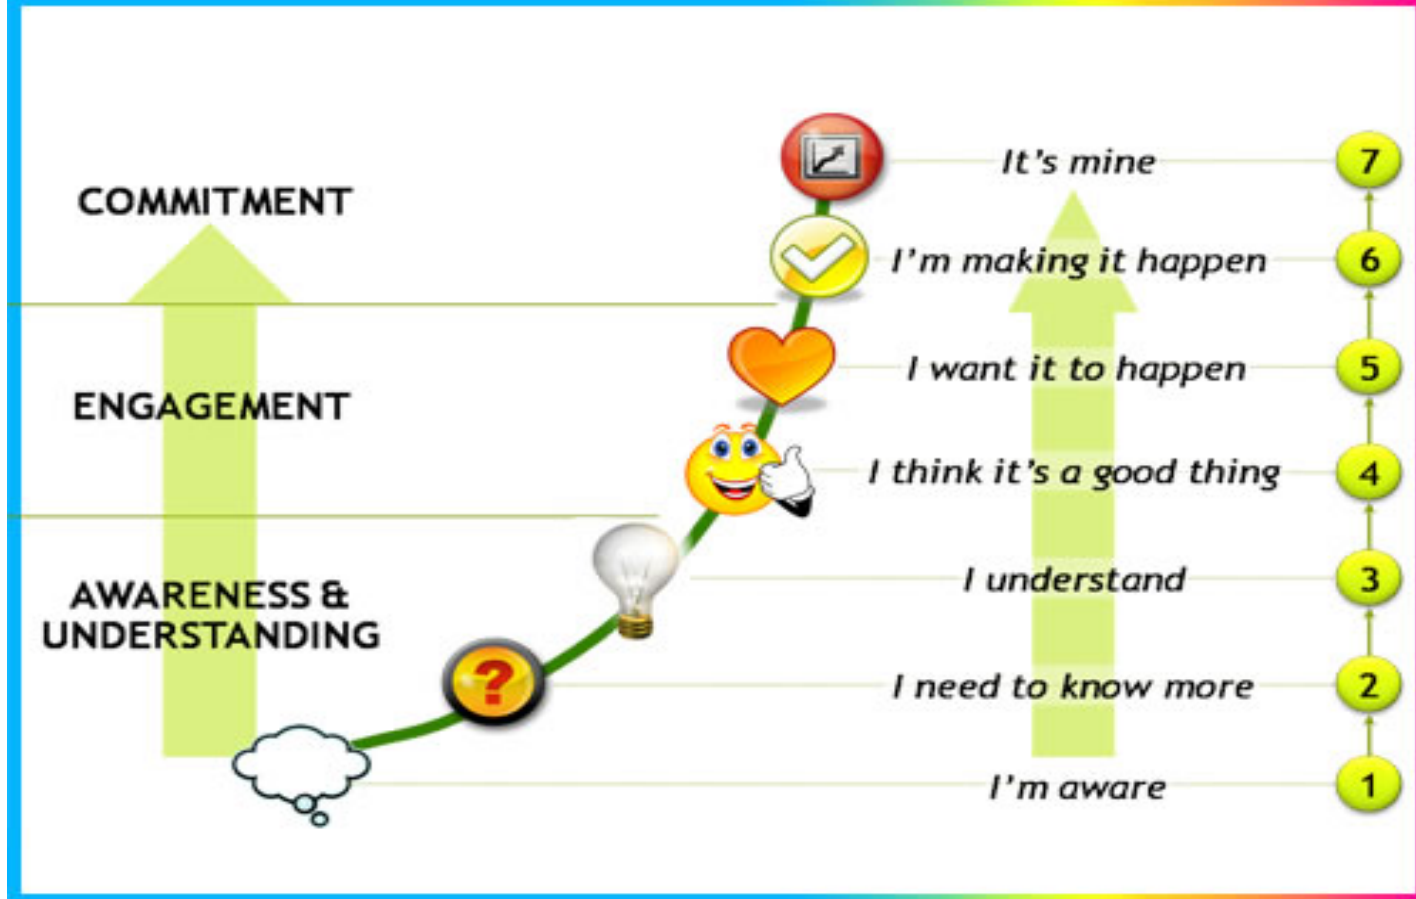 COMMITMENT
ENGAGEMENT
AWARENESS &
UNDERSTANDING
?
It's mine
7
I'm making it happen
6
I want it to happen
5
I think it's a good thing
4
I understand
3
I need to know more
2
I'm aware
1